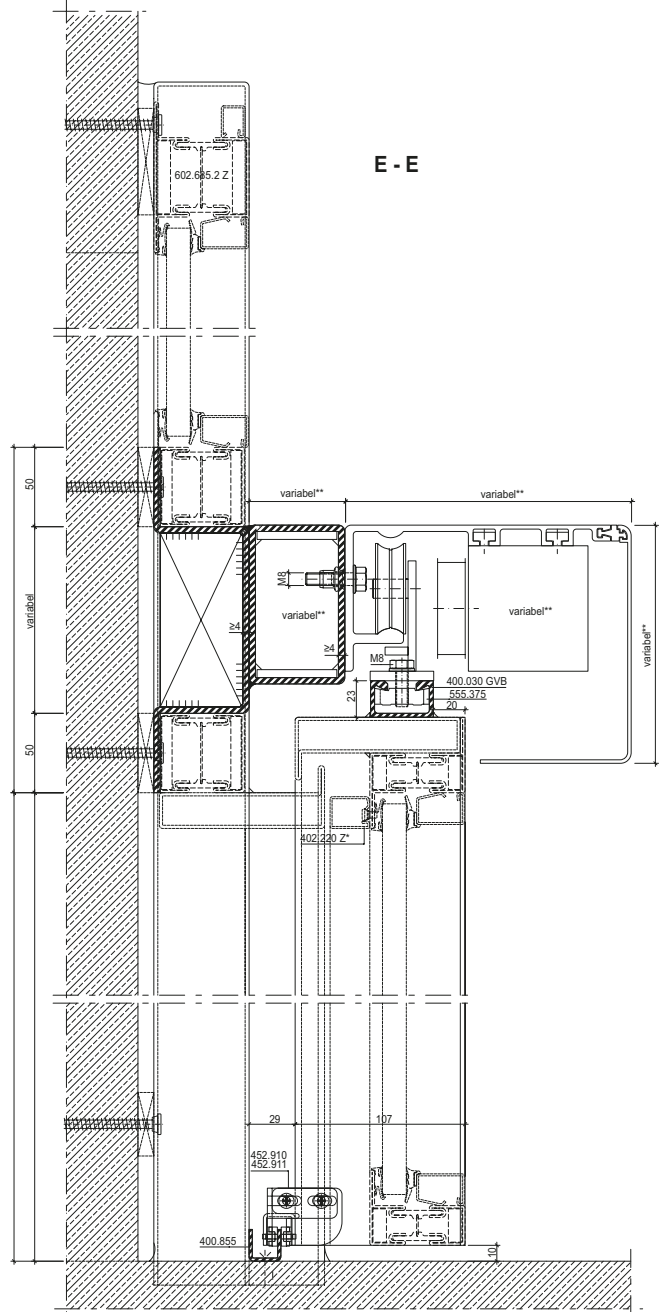 E - E
602.685.2 Z
50
variabel**
variabel**
M8
variabel
≥4
variabel**
variabel**
variabel**
≥4
M8
400.030 GVB
555.375
23
20
50
402.220 Z*
29
107
452.910
452.911
400.855
10